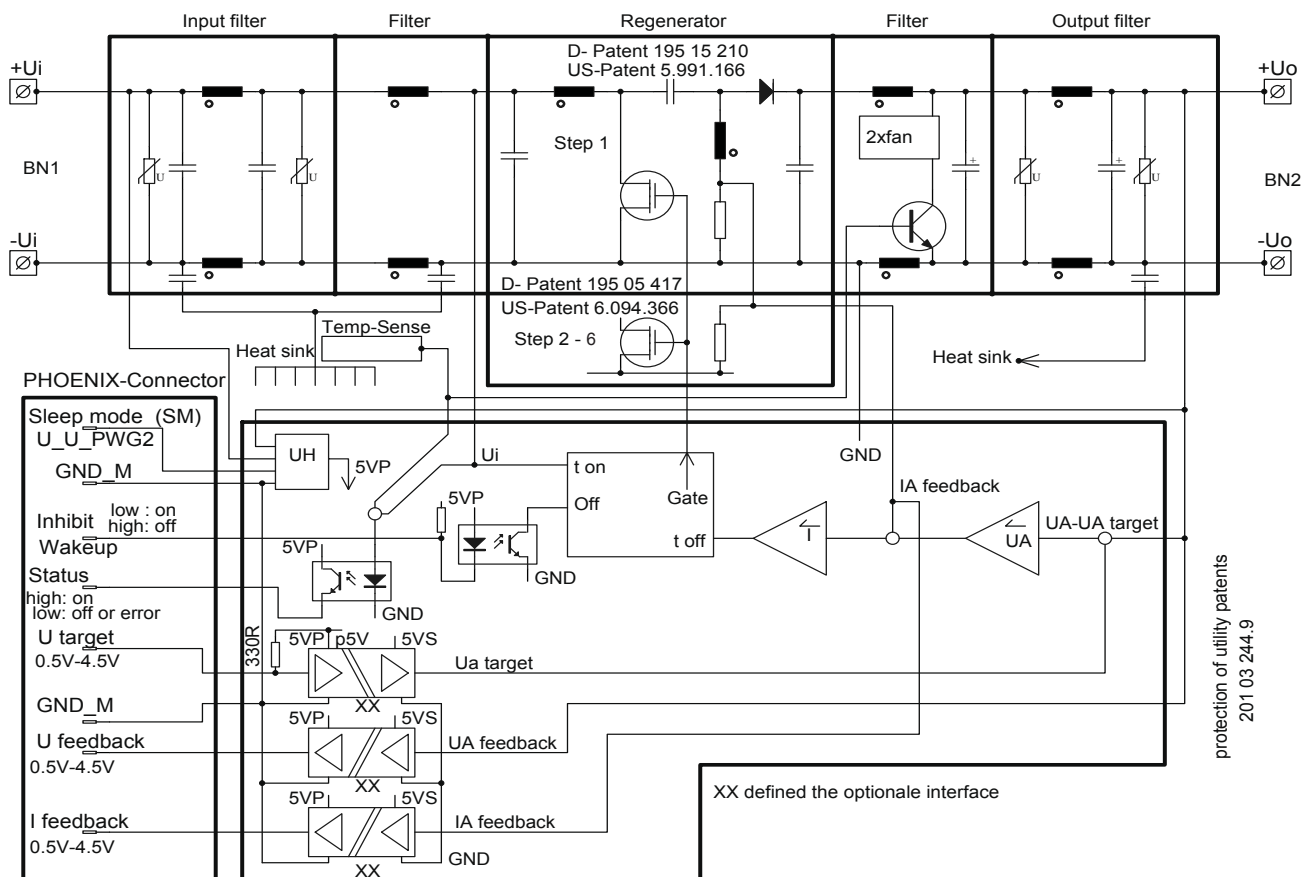 Input filter
Filter
Regenerator
Filter
Output filter
D- Patent 195 15 210
US-Patent 5.991.166
+Ui
+Uo
Step 1
2xfan
BN1
U
U
U
U
BN2
-Ui
-Uo
D- Patent 195 05 417
US-Patent 6.094.366
Step 2 - 6
Temp-Sense
Heat sink
Heat sink
PHOENIX-Connector
Sleep mode (SM)
U_U_PWG2
GND_M
UH
5VP
Ui
t on
Off
Gate
t off
GND
IA feedback
I
UA
UA-UA target
Inhibit
low : on
high: off
Wakeup
5VP
GND
5VP
GND
Status
high: on
low: off or error
U target
0.5V-4.5V
330R
5VP
p5V
5VS
Ua target
XX
GND_M
5VP
5VS
U feedback
0.5V-4.5V
UA feedback
XX
5VP
5VS
I feedback
0.5V-4.5V
IA feedback
GND
XX
XX defined the optionale interface
protection of utility patents
201 03 244.9